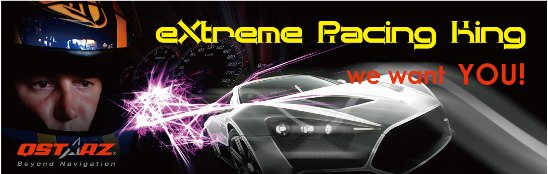 eXtreme Racing King
we want YOU!
QSTARZ
Beyond Navigation